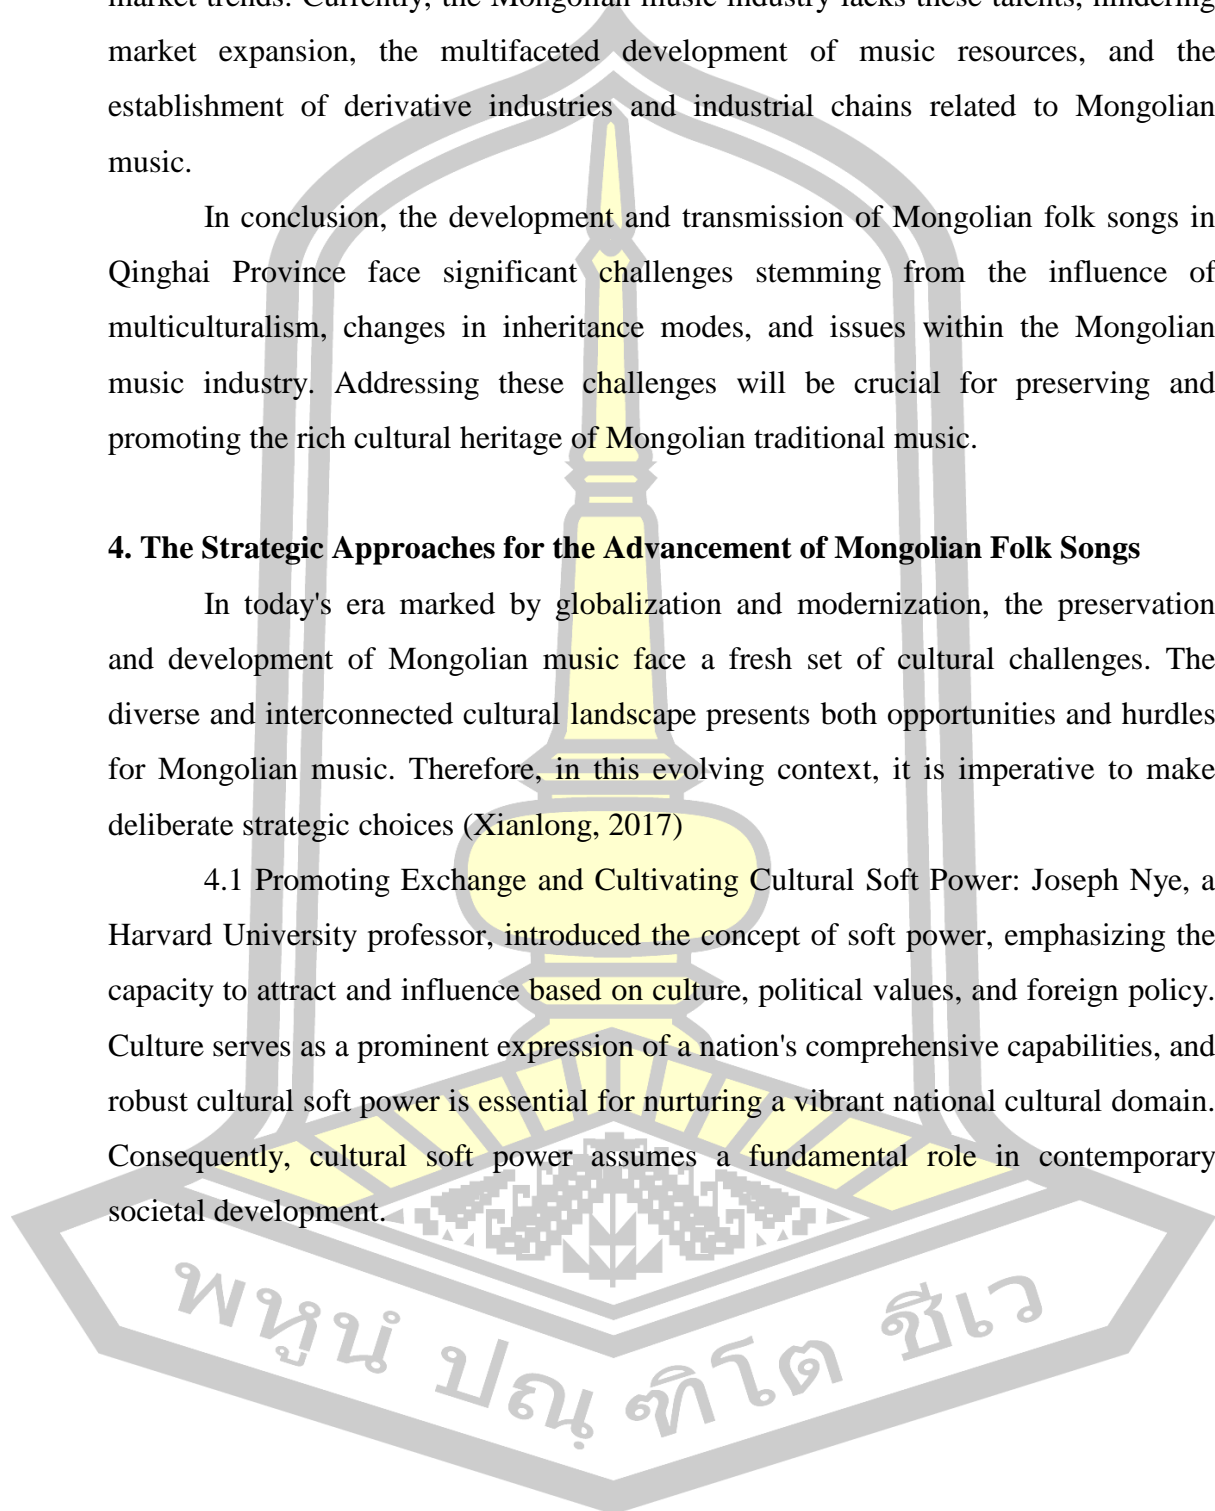 market trends. Currently, the Mongolian music industry lacks these talents, hindering
market expansion, the multifaceted development of music resources, and the
establishment of derivative industries and industrial chains related to Mongolian
music.
In conclusion, the development and transmission of Mongolian folk songs in
Qinghai Province face significant challenges stemming from the influence of
multiculturalism, changes in inheritance modes, and issues within the Mongolian
music industry. Addressing these challenges will be crucial for preserving and
promoting the rich cultural heritage of Mongolian traditional music.
4. The Strategic Approaches for the Advancement of Mongolian Folk Songs
In today's era marked by globalization and modernization, the preservation
and development of Mongolian music face a fresh set of cultural challenges. The
diverse and interconnected cultural landscape presents both opportunities and hurdles
for Mongolian music. Therefore, in this evolving context, it is imperative to make
deliberate strategic choices (Xianlong, 2017)
4.1 Promoting Exchange and Cultivating Cultural Soft Power: Joseph Nye, a
Harvard University professor, introduced the concept of soft power, emphasizing the
capacity to attract and influence based on culture, political values, and foreign policy.
Culture serves as a prominent expression of a nation's comprehensive capabilities, and
robust cultural soft power is essential for nurturing a vibrant national cultural domain.
Consequently, cultural soft power assumes a fundamental role in contemporary
societal development.
พหูนํ ปณฺฑิโต ชีเว